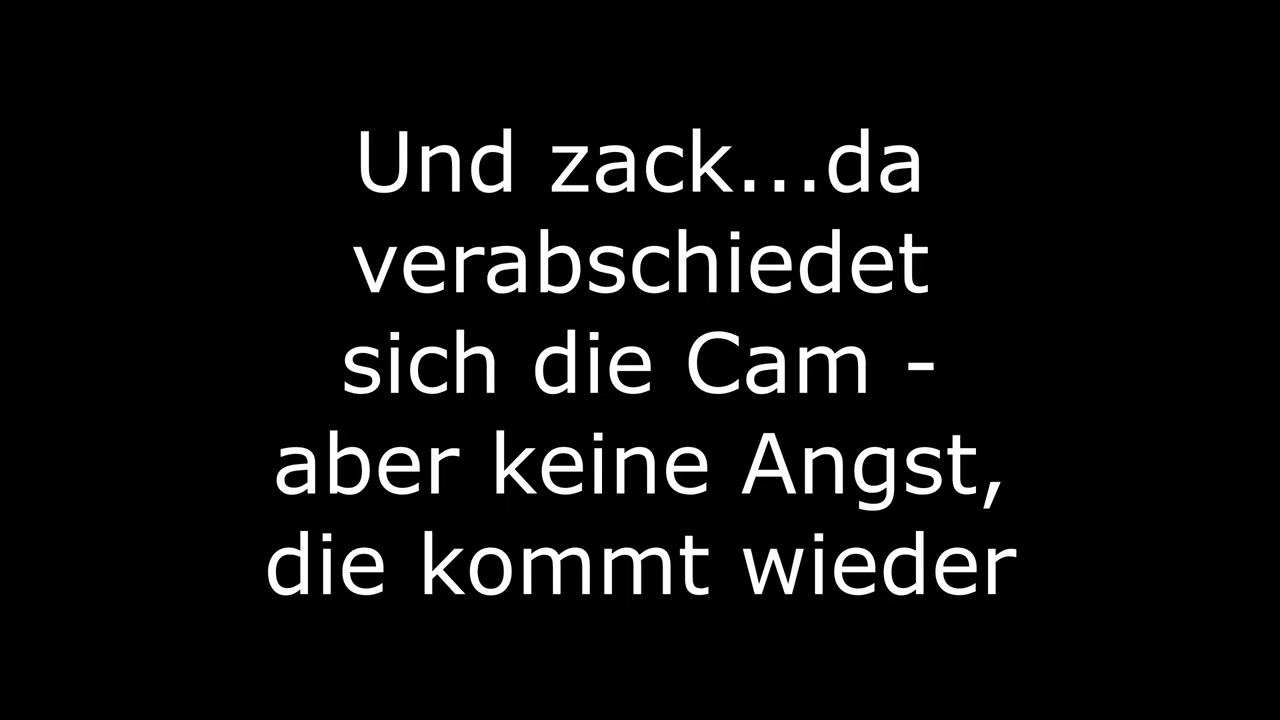 Und zack...da
verabschiedet
sich die Cam -
aber keine Angst,
die kommt wieder